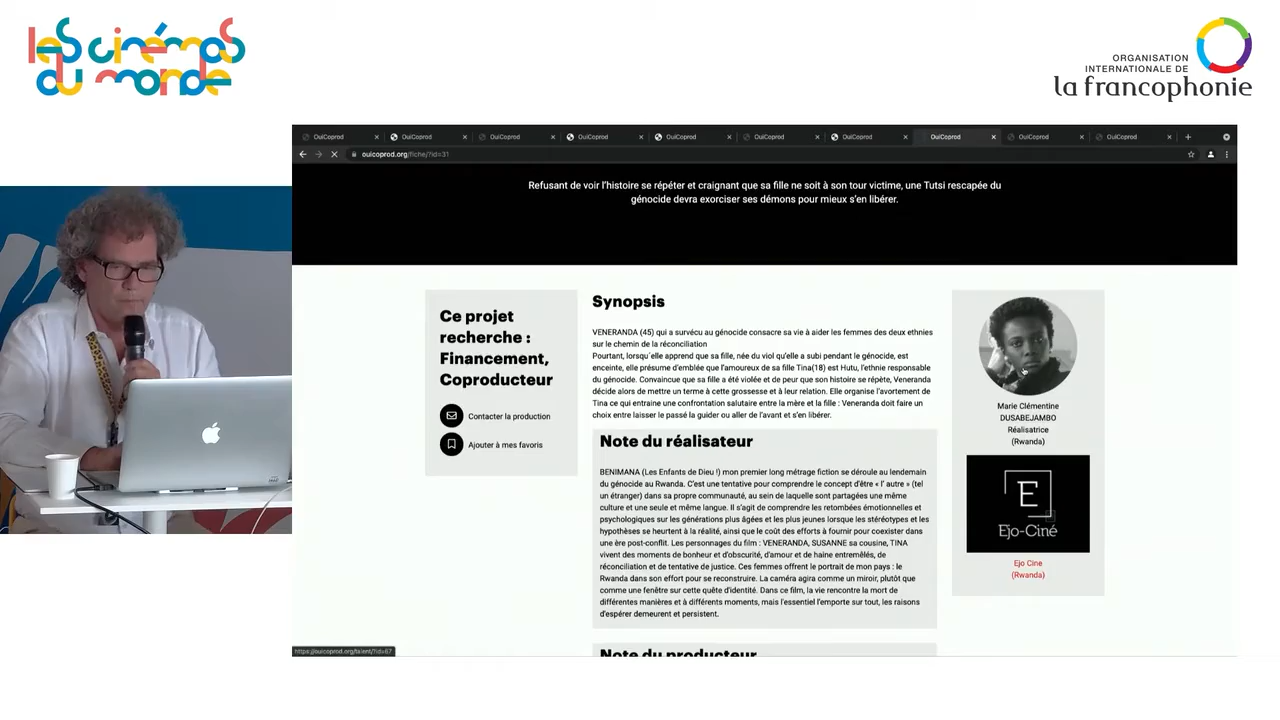 les cinémas
du monde
ORGANISATION
INTERNATIONALE DE
la francophonie
OuiCoprod
OuiCoprod
OuiCoprod
OuiCoprod
OuiCoprod
OuiCoprod
OuiCoprod
OuiCoprod
OuiCoprod
OuiCoprod
ouicoprod.org/fiche/?id=31
Refusant de voir l'histoire se répéter et craignant que sa fille ne soit à son tour victime, une Tutsi rescapée du
génocide devra exorciser ses démons pour mieux s'en libérer.
Ce projet
recherche :
Financement,
Coproducteur
Contacter la production
Ajouter à mes favoris
Synopsis
VENERANDA (45) qui a survécu au génocide consacre sa vie à aider les femmes des deux ethnies
sur le chemin de la réconciliation
Pourtant, lorsqu´elle apprend que sa fille, née du viol qu'elle a subi pendant le génocide, est
enceinte, elle présume d'emblée que l'amoureux de sa fille Tina(18) est Hutu, l'ethnie responsable
du génocide. Convaincue que sa fille a été violée et de peur que son histoire se répète, Veneranda
décide alors de mettre un terme à cette grossesse et à leur relation. Elle organise l'avortement de
Tina ce qui entraine une confrontation salutaire entre la mère et la fille : Veneranda doit faire un
choix entre laisser le passé la guider ou aller de l'avant et s'en libérer.
Note du réalisateur
BENIMANA (Les Enfants de Dieu !) mon premier long métrage fiction se déroule au lendemain
du génocide au Rwanda. C'est une tentative pour comprendre le concept d'être « l' autre » (tel
un étranger) dans sa propre communauté, au sein de laquelle sont partagées une même
culture et une seule et même langue. Il s'agit de comprendre les retombées émotionnelles et
psychologiques sur les générations plus âgées et les plus jeunes lorsque les stéréotypes et les
hypothèses se heurtent à la réalité, ainsi que le coût des efforts à fournir pour coexister dans
une ère post-conflit. Les personnages du film : VENERANDA, SUSANNE sa cousine, TINA
vivent des moments de bonheur et d'obscurité, d'amour et de haine entremêlés, de
réconciliation et de tentative de justice. Ces femmes offrent le portrait de mon pays : le
Rwanda dans son effort pour se reconstruire. La caméra agira comme un miroir, plutôt que
comme une fenêtre sur cette quête d'identité. Dans ce film, la vie rencontre la mort de
différentes manières et à différents moments, mais l'essentiel l'emporte sur tout, les raisons
d'espérer demeurent et persistent.
Note du producteur
Marie Clémentine
DUSABEJAMBO
Réalisatrice
(Rwanda)
E
Ejo-Ciné
Ejo Cine
(Rwanda)
https://ouicoprod.org/talent/?id=67